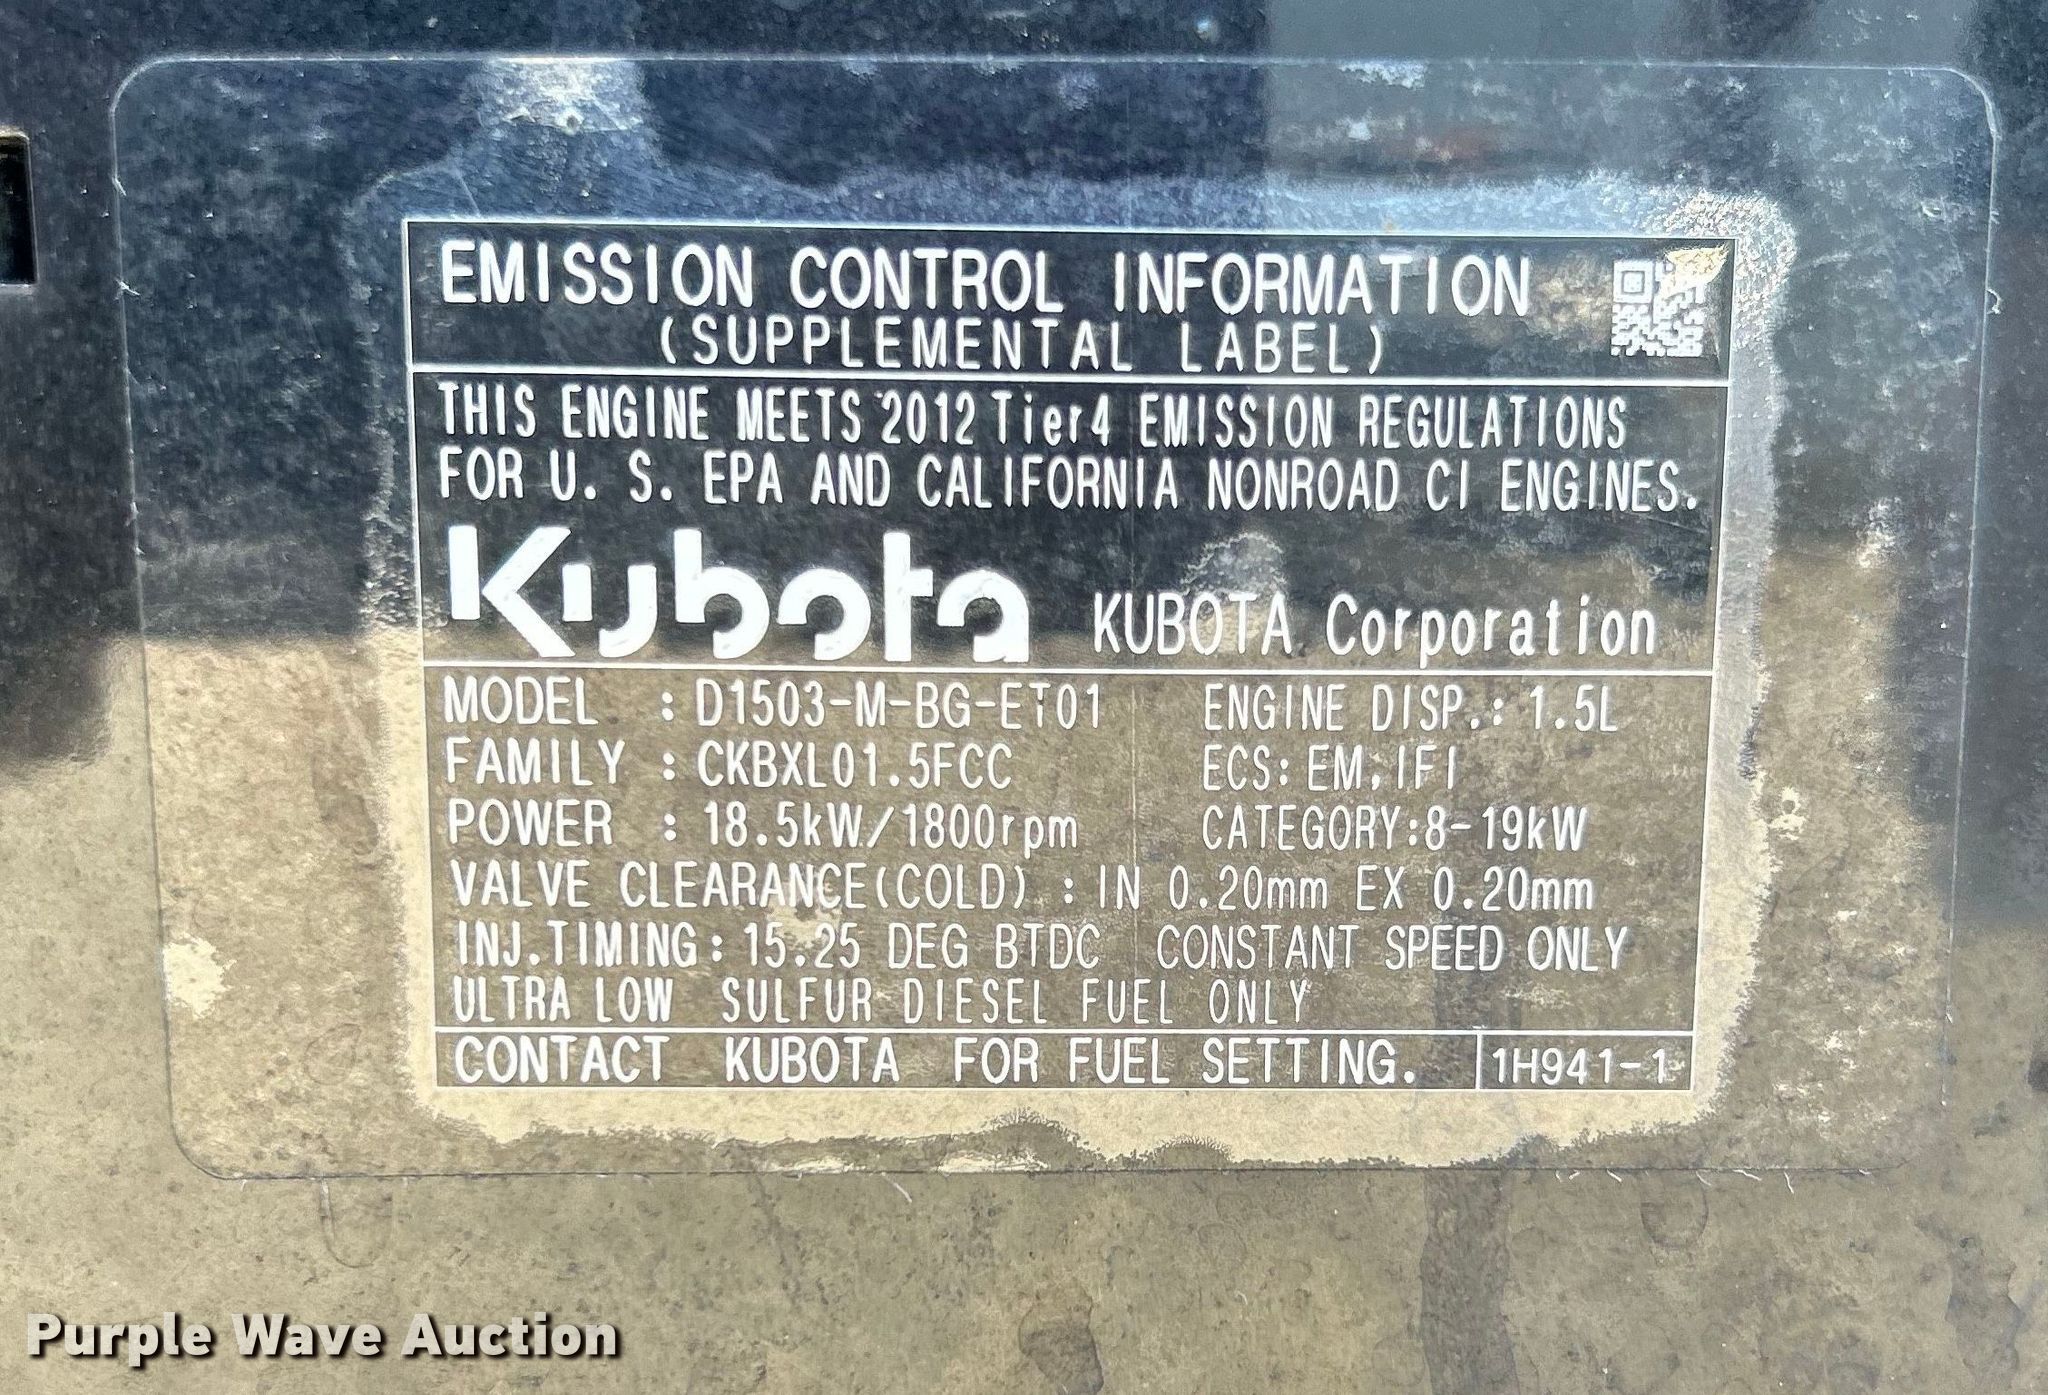 EMISSION CONTROL INFORMATION
(SUPPLEMENTAL LABEL)
THIS ENGINE MEETS 2012 Tier4 EMISSION REGULATIONS
FOR U. S. EPA AND CALIFORNIA NONROAD CI ENGINES.
Kubota KUBOTA Corporation
MODEL : D1503-M-BG-ET01 ENGINE DISP.: 1.5L
FAMILY : CKBXL01.5FCC ECS: EM, IFI
POWER : 18.5kW/1800rpm CATEGORY:8-19kW
VALVE CLEARANCE(COLD) : IN 0.20mm EX 0.20mm
INJ.TIMING: 15.25 DEG BTDC CONSTANT SPEED ONLY
ULTRA LOW SULFUR DIESEL FUEL ONLY
CONTACT KUBOTA FOR FUEL SETTING. 1H941-1
Purple Wave Auction